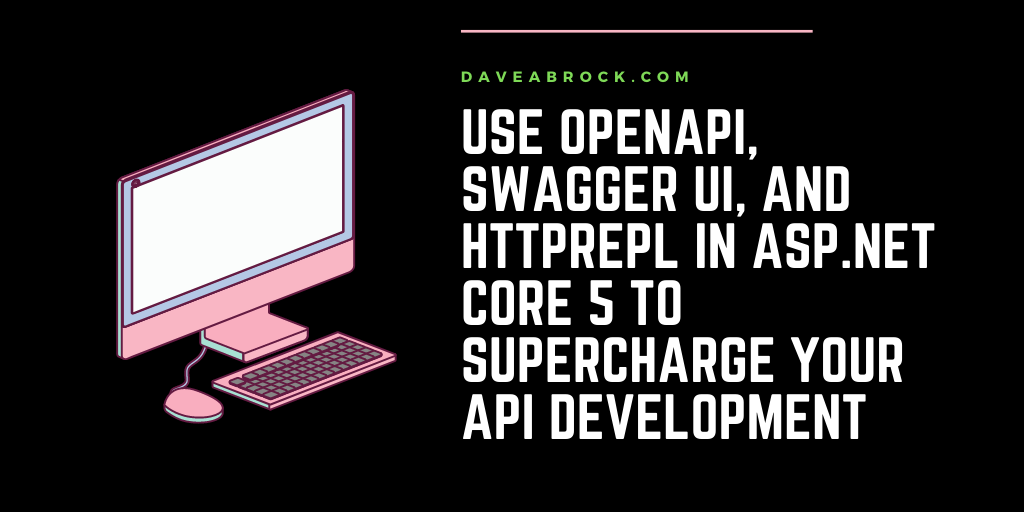 DAVEABROCK.COM
USE OPENAPI,
SWAGGER UI, AND
HTTPREPL IN ASP.NET
CORE 5 TO
SUPERCHARGE YOUR
API DEVELOPMENT